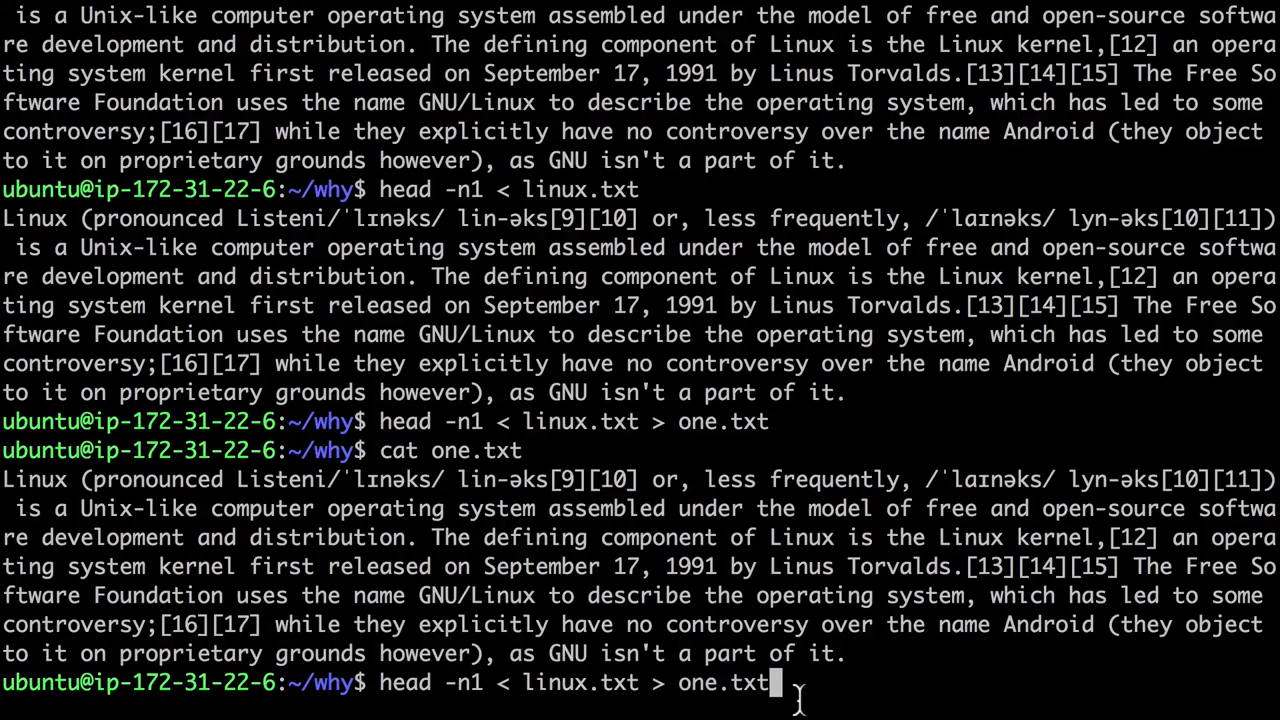 is a Unix-like computer operating system assembled under the model of free and open-source softwa
re development and distribution. The defining component of Linux is the Linux kernel,[12] an opera
ting system kernel first released on September 17, 1991 by Linus Torvalds.[13][14][15] The Free So
ftware Foundation uses the name GNU/Linux to describe the operating system, which has led to some
controversy;[16][17] while they explicitly have no controversy over the name Android (they object
to it on proprietary grounds however), as GNU isn't a part of it.
ubuntu@ip-172-31-22-6:~/why$ head -n1 < linux.txt
Linux (pronounced Listeni/ˈlɪnəks/ lin-əks[9][10] or, less frequently, /ˈlaɪnəks/ lyn-əks[10][11])
 is a Unix-like computer operating system assembled under the model of free and open-source softwa
re development and distribution. The defining component of Linux is the Linux kernel,[12] an opera
ting system kernel first released on September 17, 1991 by Linus Torvalds.[13][14][15] The Free So
ftware Foundation uses the name GNU/Linux to describe the operating system, which has led to some
controversy;[16][17] while they explicitly have no controversy over the name Android (they object
to it on proprietary grounds however), as GNU isn't a part of it.
ubuntu@ip-172-31-22-6:~/why$ head -n1 < linux.txt > one.txt
ubuntu@ip-172-31-22-6:~/why$ cat one.txt
Linux (pronounced Listeni/ˈlɪnəks/ lin-əks[9][10] or, less frequently, /ˈlaɪnəks/ lyn-əks[10][11])
 is a Unix-like computer operating system assembled under the model of free and open-source softwa
re development and distribution. The defining component of Linux is the Linux kernel,[12] an opera
ting system kernel first released on September 17, 1991 by Linus Torvalds.[13][14][15] The Free So
ftware Foundation uses the name GNU/Linux to describe the operating system, which has led to some
controversy;[16][17] while they explicitly have no controversy over the name Android (they object
to it on proprietary grounds however), as GNU isn't a part of it.
ubuntu@ip-172-31-22-6:~/why$ head -n1 < linux.txt > one.txt